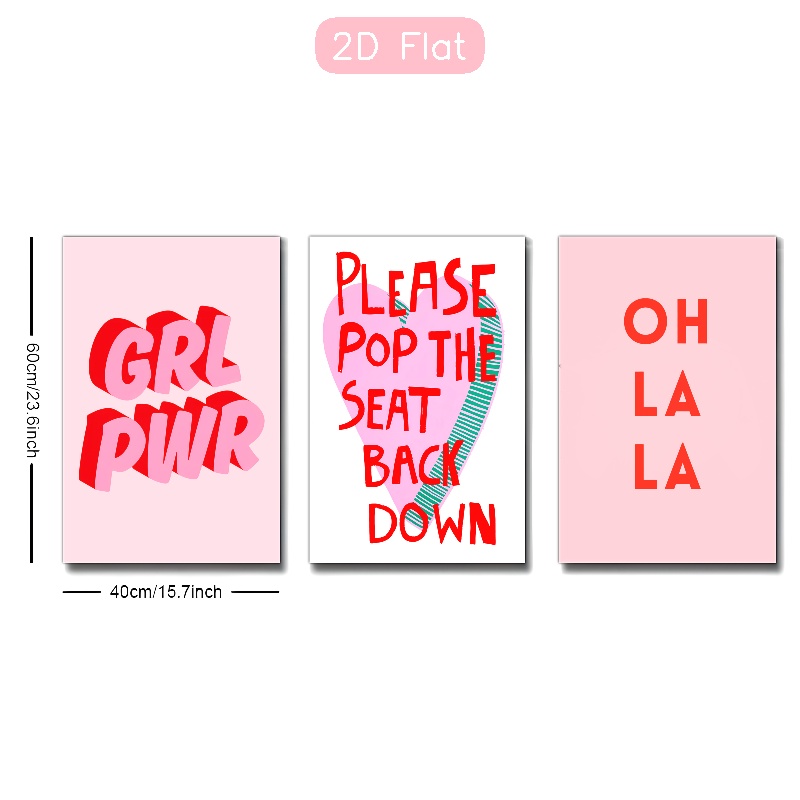 2D Flat
GRL
PWR
PLEASE
POP THE
SEAT
BACK
DOWN
OH
LA
LA
60cm/23.6inch
40cm/15.7inch